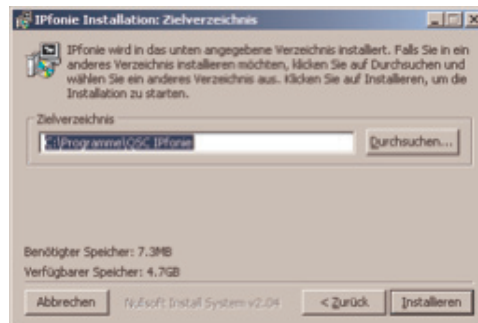 IPfonie Installation: Zielverzeichnis
IPfonie wird in das unten angegebene Verzeichnis installiert. Falls Sie in ein
anderes Verzeichnis installieren möchten, klicken Sie auf Durchsuchen und
wählen Sie ein anderes Verzeichnis aus. Klicken Sie auf Installieren, um die
Installation zu starten.
Zielverzeichnis
C:\Programme\QSC IPfonie
Durchsuchen...
Benötigter Speicher: 7.3MB
Verfügbarer Speicher: 4.7GB
Abbrechen
Nullsoft Install System v2.04
< Zurück
Installieren